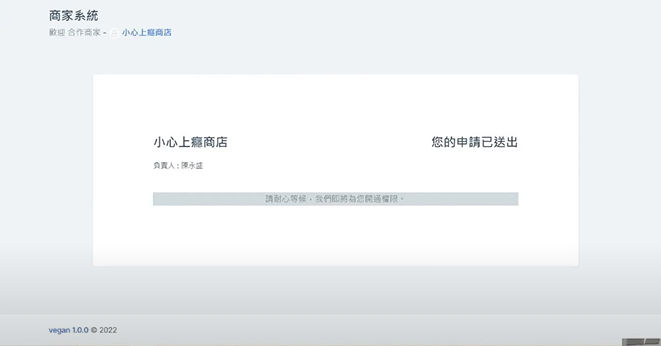 商家系統
歡迎 合作商家 - 小心上癮商店
小心上癮商店
您的申請已送出
負責人 : 陳永盛
請耐心等候，我們即將為您開通權限。
vegan 1.0.0 © 2022